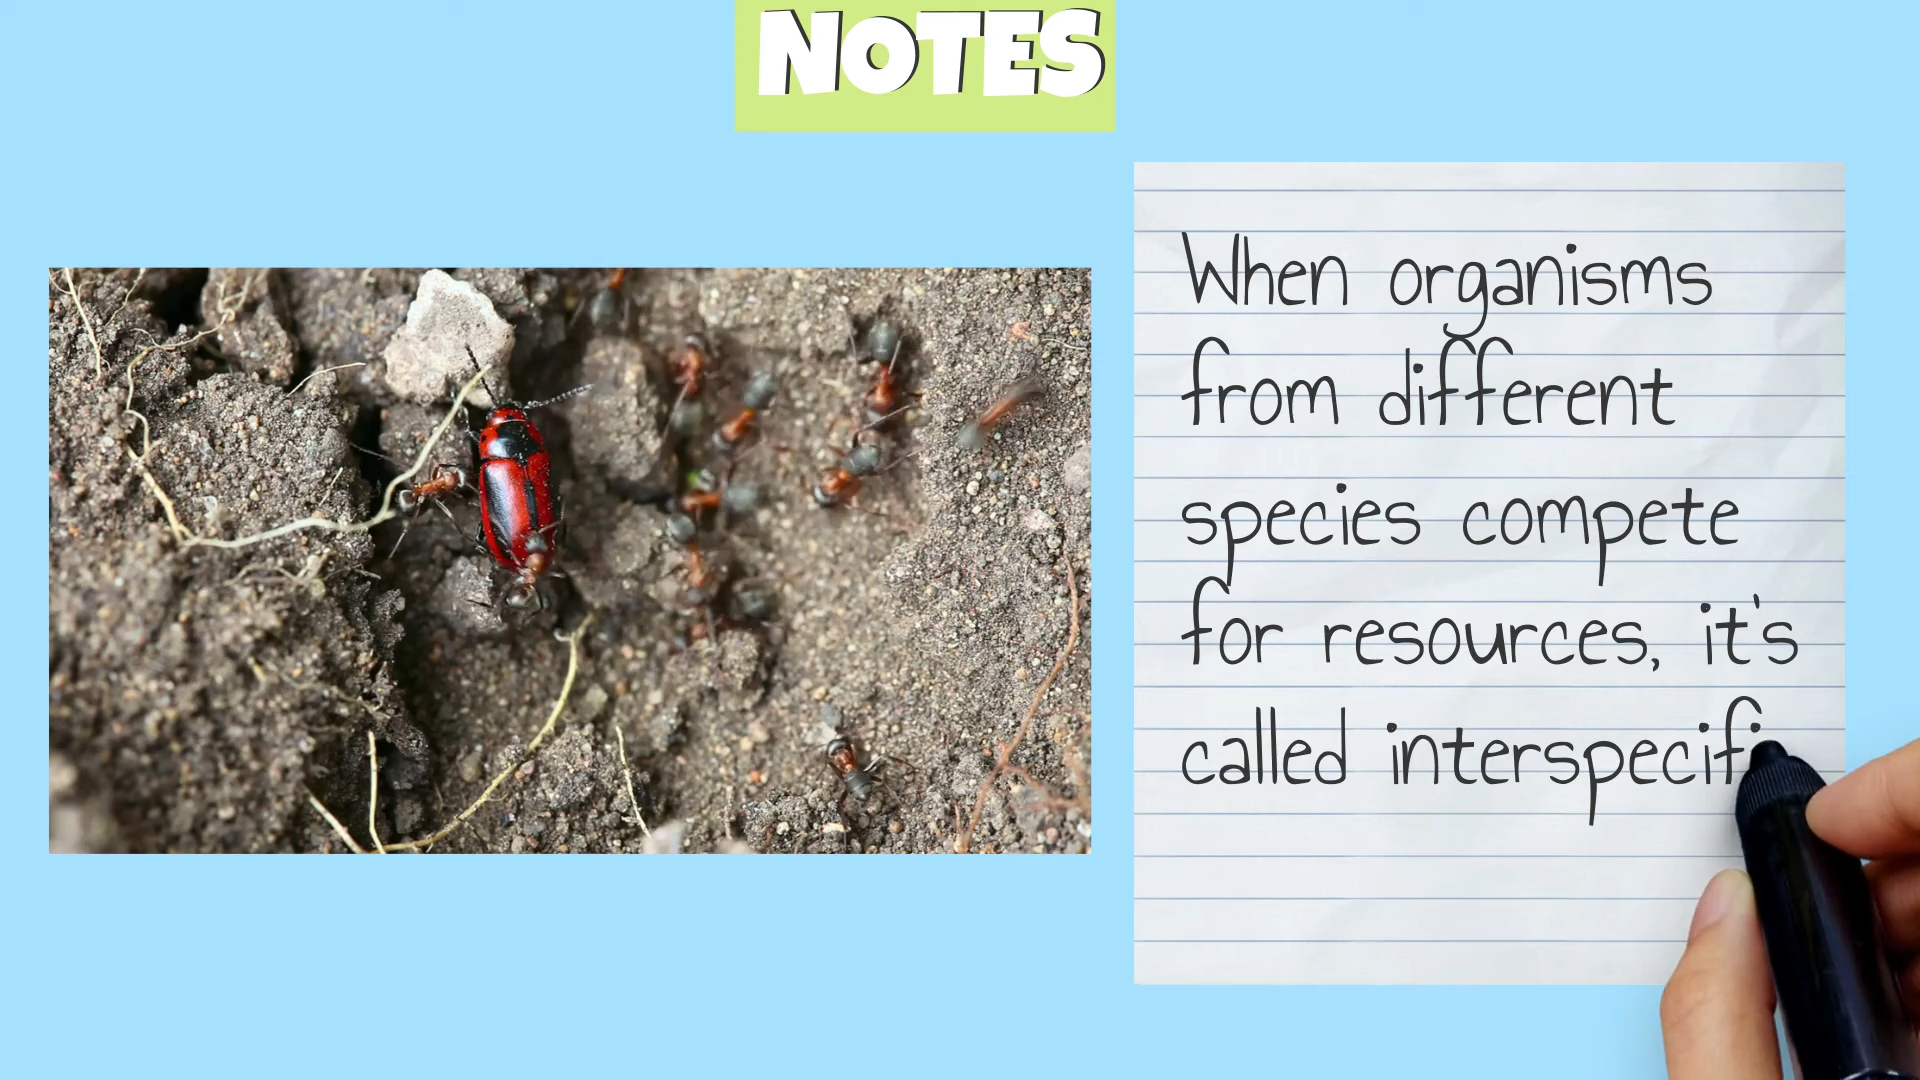 NOTES
When organisms
from different
species compete
for resources, it's
called interspecifi